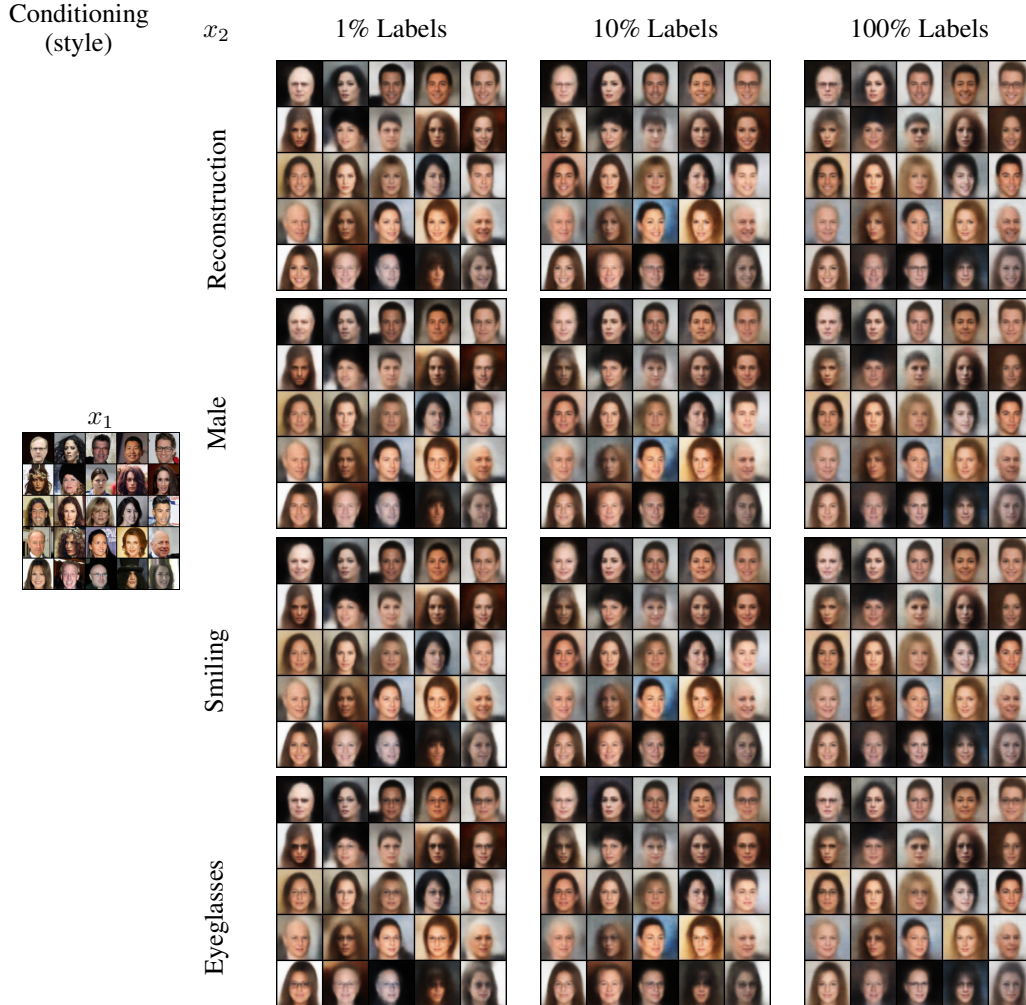 Conditioning
(style)
x₂
1% Labels
10% Labels
100% Labels
Reconstruction
Male
x₁
Smiling
Eyeglasses